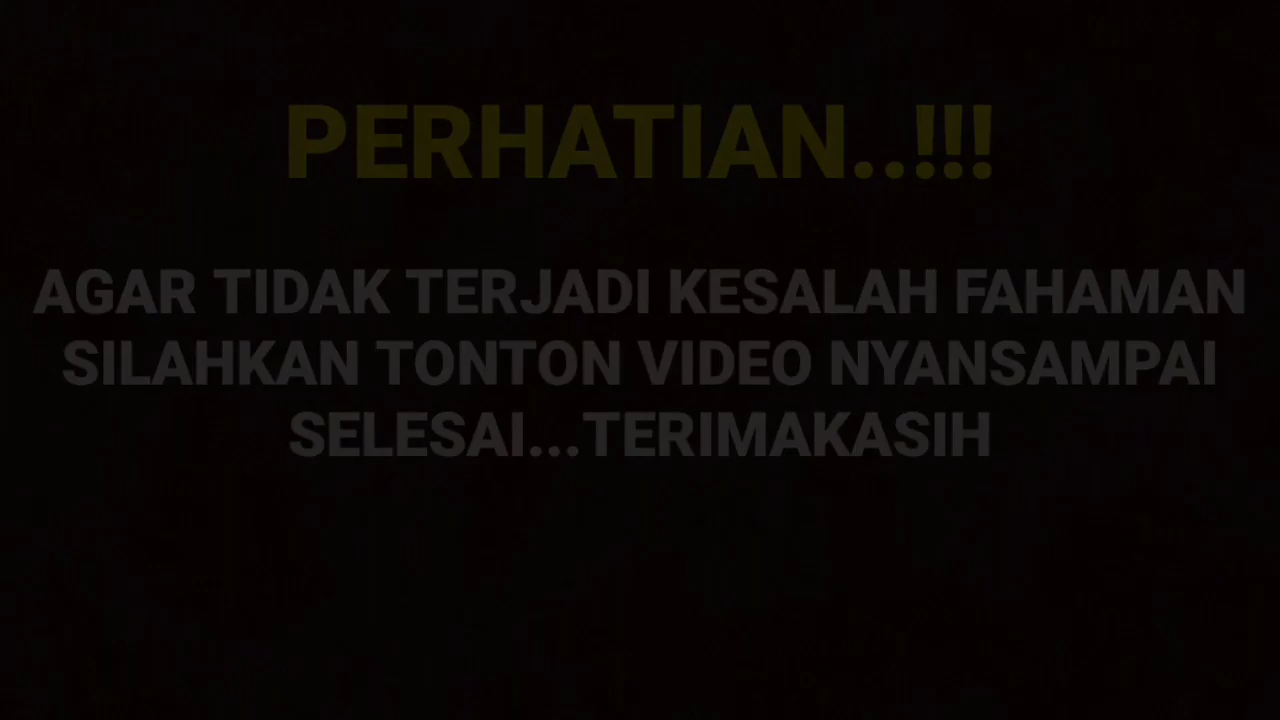 PERHATIAN..!!!
AGAR TIDAK TERJADI KESALAH FAHAMAN
SILAHKAN TONTON VIDEO NYANSAMPAI
SELESAI...TERIMAKASIH